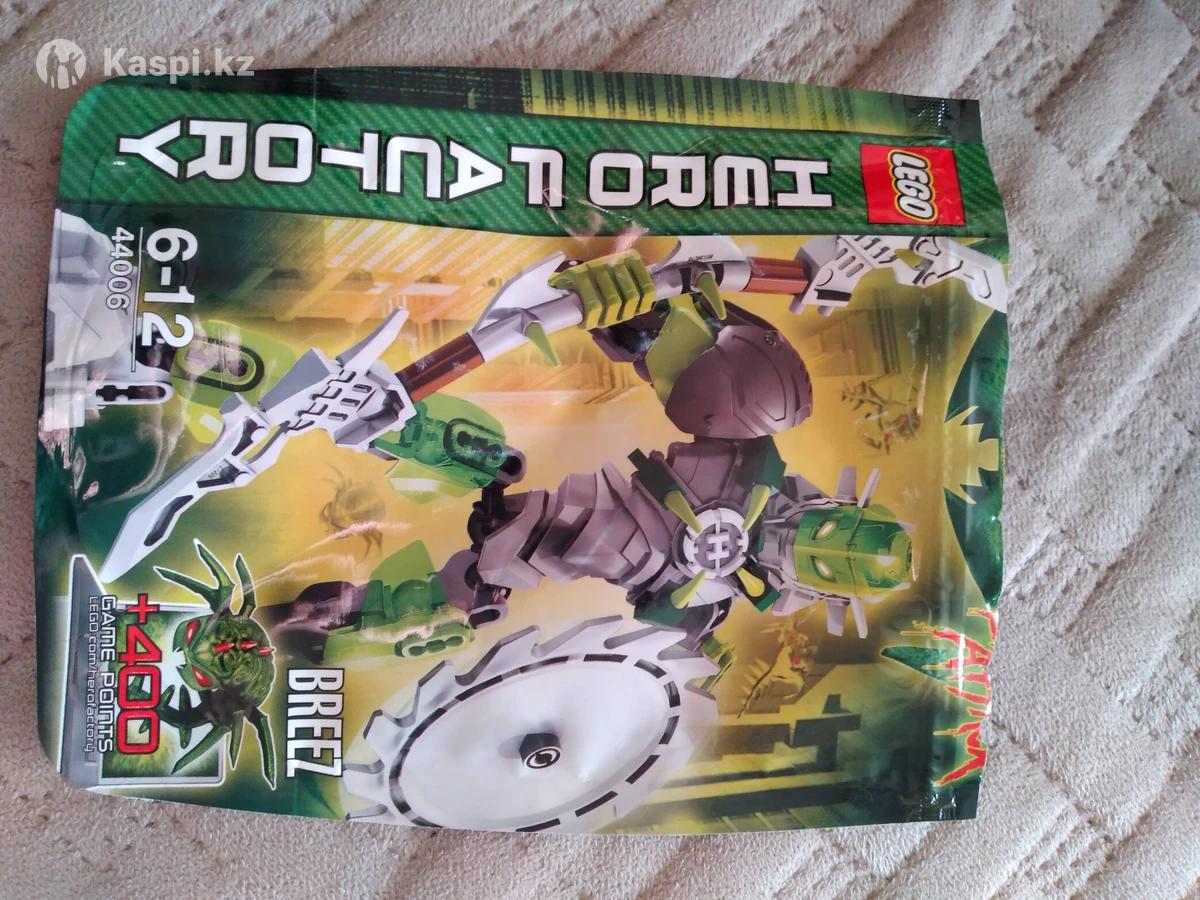 Kaspi.kz
LEGO
HERO FACTORY
6-12
44006
H
BREEZ
+400
GAME POINTS
LEGO.com/herofactory